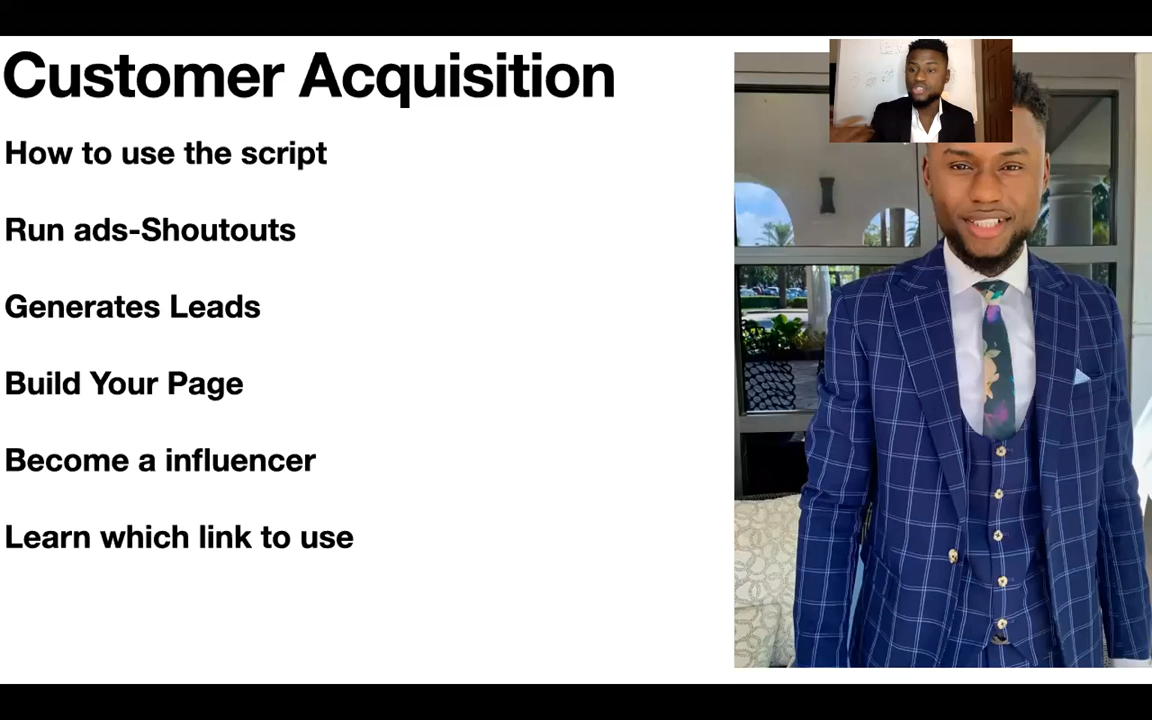 Customer Acquisition
How to use the script
Run ads-Shoutouts
Generates Leads
Build Your Page
Become a influencer
Learn which link to use